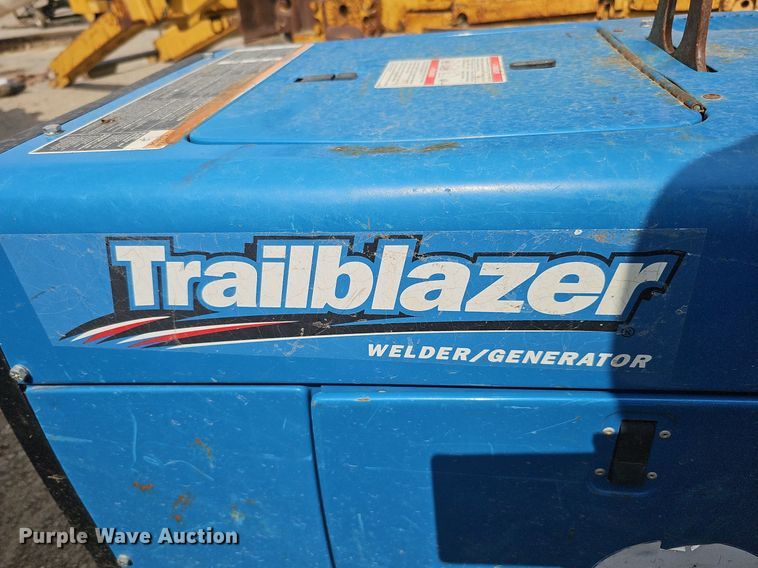 Trailblazer®
WELDER/GENERATOR
Purple Wave Auction®